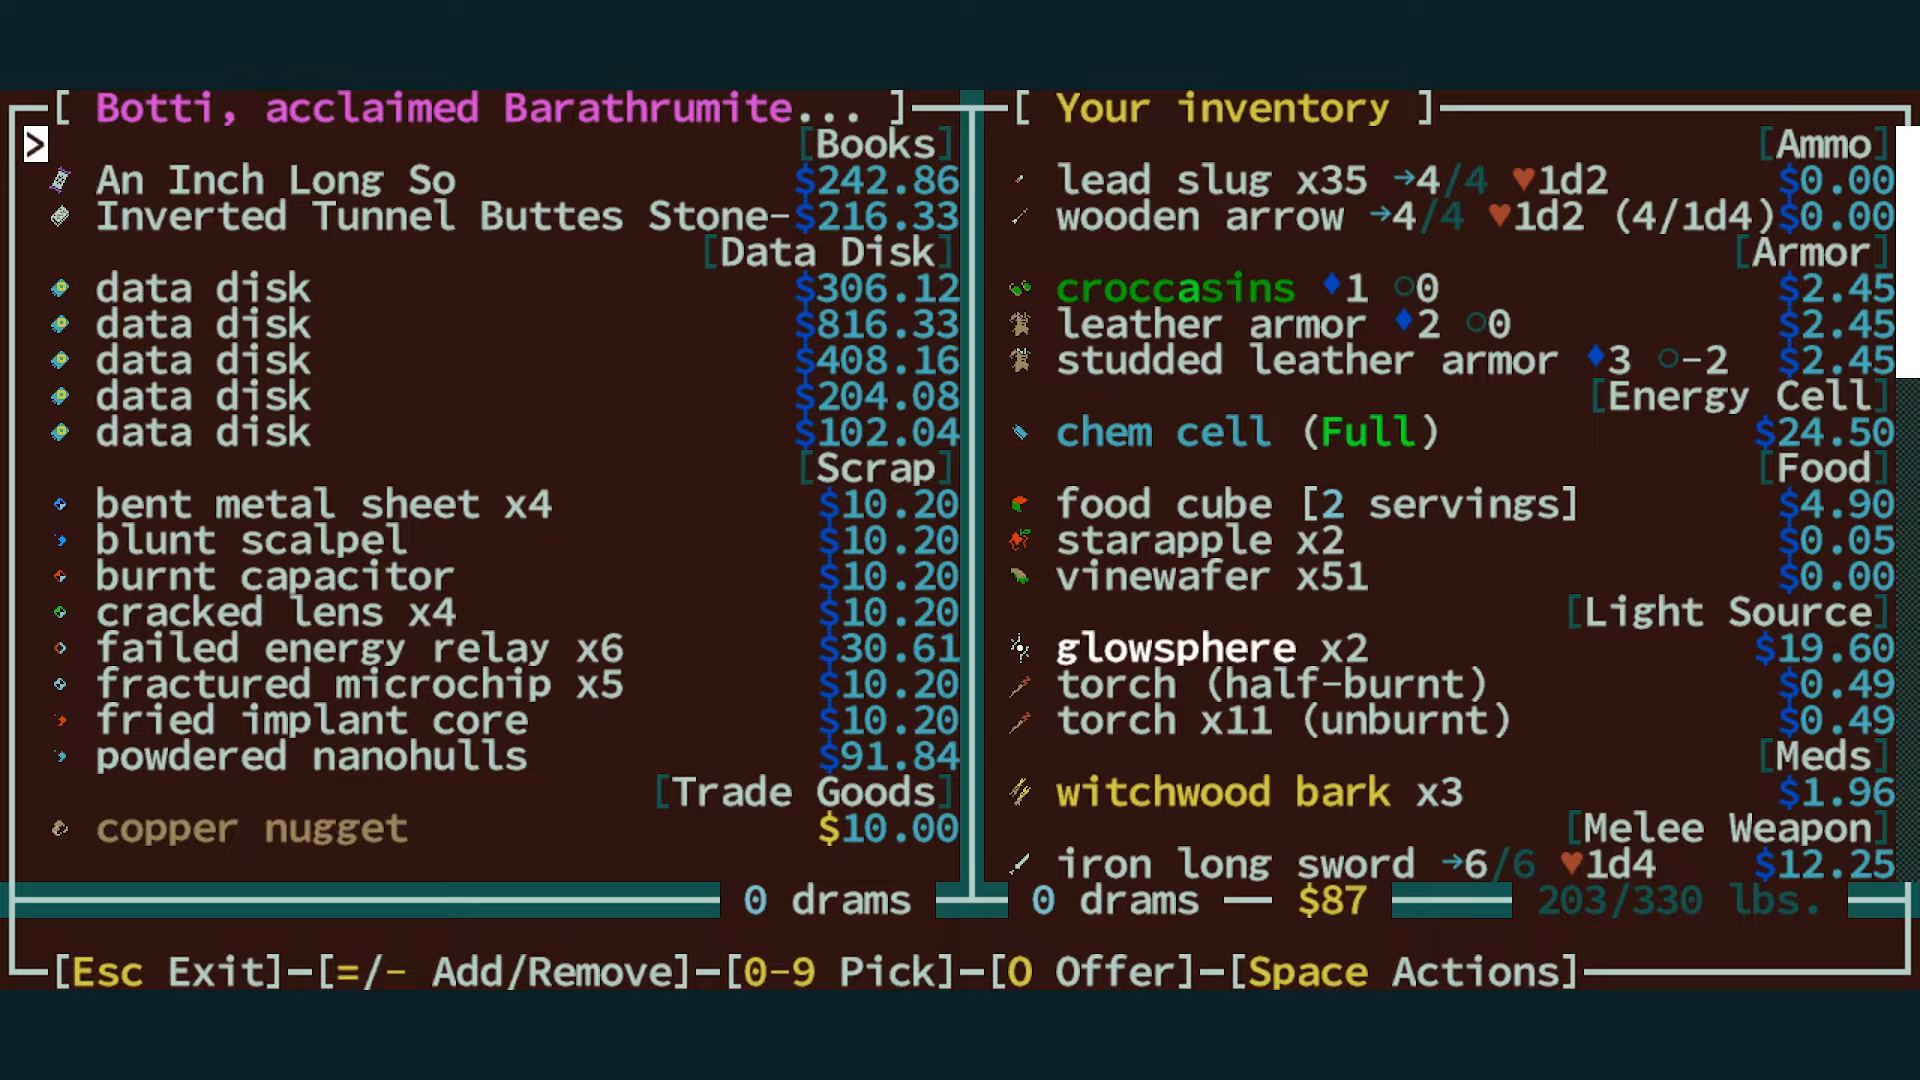 [ Botti, acclaimed Barathrumite... ]
>
[Books]
An Inch Long So $242.86
Inverted Tunnel Buttes Stone- $216.33
[Data Disk]
data disk $306.12
data disk $816.33
data disk $408.16
data disk $204.08
data disk $102.04
[Scrap]
bent metal sheet x4 $10.20
blunt scalpel $10.20
burnt capacitor $10.20
cracked lens x4 $10.20
failed energy relay x6 $30.61
fractured microchip x5 $10.20
fried implant core $10.20
powdered nanohulls $91.84
[Trade Goods]
copper nugget $10.00
0 drams
[ Your inventory ]
[Ammo]
lead slug x35 →4/4 ♥1d2 $0.00
wooden arrow →4/4 ♥1d2 (4/1d4) $0.00
[Armor]
croccasins ♦1 ○0 $2.45
leather armor ♦2 ○0 $2.45
studded leather armor ♦3 ○-2 $2.45
[Energy Cell]
chem cell (Full) $24.50
[Food]
food cube [2 servings] $4.90
starapple x2 $0.05
vinewafer x51 $0.00
[Light Source]
glowsphere x2 $19.60
torch (half-burnt) $0.49
torch x11 (unburnt) $0.49
[Meds]
witchwood bark x3 $1.96
[Melee Weapon]
iron long sword →6/6 ♥1d4 $12.25
0 drams — $87 203/330 lbs.
[Esc Exit]—[=/- Add/Remove]—[0-9 Pick]—[O Offer]—[Space Actions]